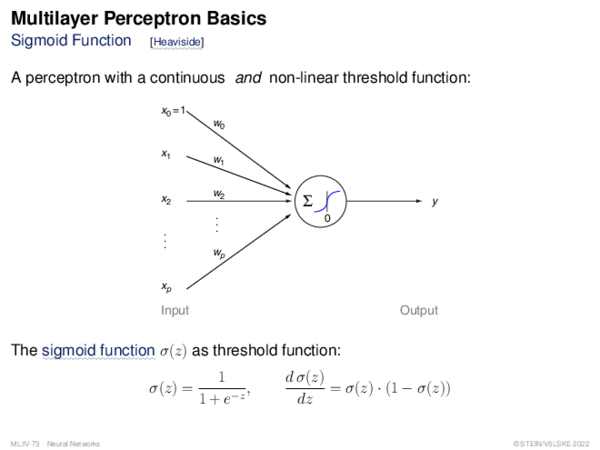 Multilayer Perceptron Basics
Sigmoid Function [Heaviside]
A perceptron with a continuous and non-linear threshold function:
x₀ = 1
w₀
x₁
w₁
x₂
w₂
Σ
0
y
⋮ ⋮
wₚ
xₚ
Input Output
The sigmoid function σ(z) as threshold function:
σ(z) = 1 / (1 + e⁻ᶻ), dσ(z)/dz = σ(z) · (1 − σ(z))
ML:IV-73 Neural Networks ©STEIN/VÖLSKE 2022